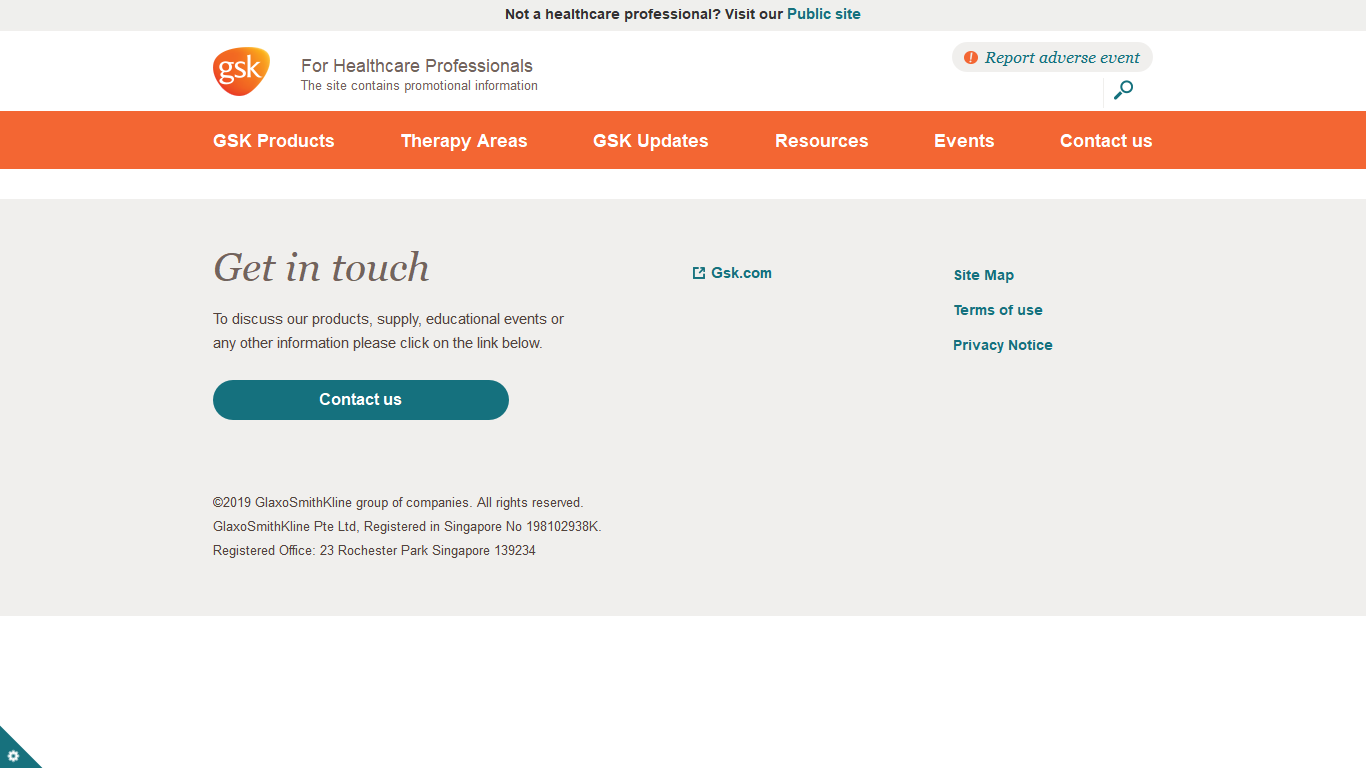 Not a healthcare professional? Visit our Public site
gsk
For Healthcare Professionals
The site contains promotional information
! Report adverse event
GSK Products
Therapy Areas
GSK Updates
Resources
Events
Contact us
Get in touch
To discuss our products, supply, educational events or
any other information please click on the link below.
Contact us
Gsk.com
Site Map
Terms of use
Privacy Notice
©2019 GlaxoSmithKline group of companies. All rights reserved.
GlaxoSmithKline Pte Ltd, Registered in Singapore No 198102938K.
Registered Office: 23 Rochester Park Singapore 139234